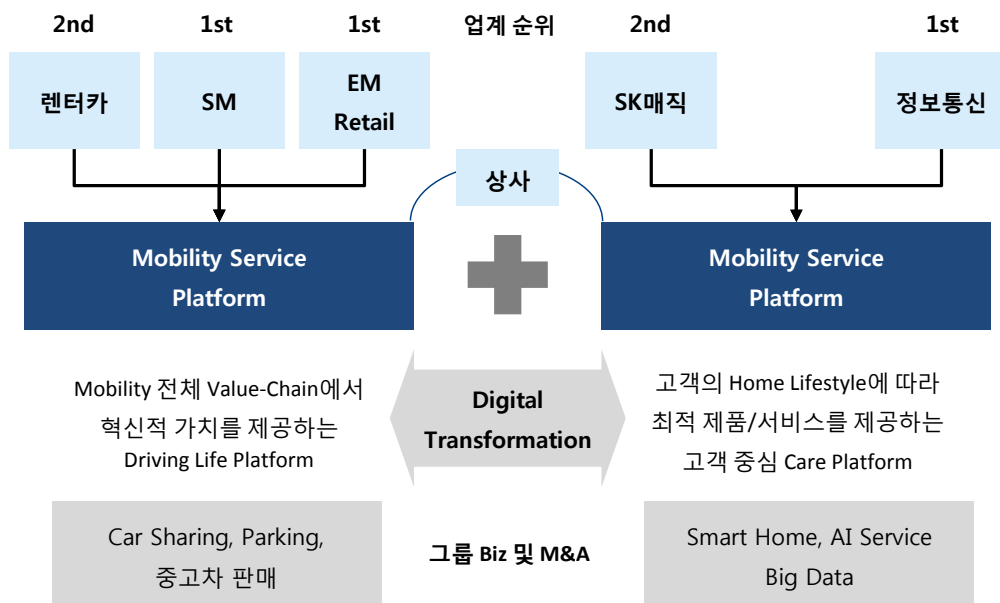 2nd 1st 1st 업계 순위 2nd 1st
렌터카
SM
EM
Retail
SK매직
정보통신
상사
Mobility Service
Platform
Mobility Service
Platform
Mobility 전체 Value-Chain에서
혁신적 가치를 제공하는
Driving Life Platform
Digital
Transformation
고객의 Home Lifestyle에 따라
최적 제품/서비스를 제공하는
고객 중심 Care Platform
Car Sharing, Parking,
중고차 판매
그룹 Biz 및 M&A
Smart Home, AI Service
Big Data